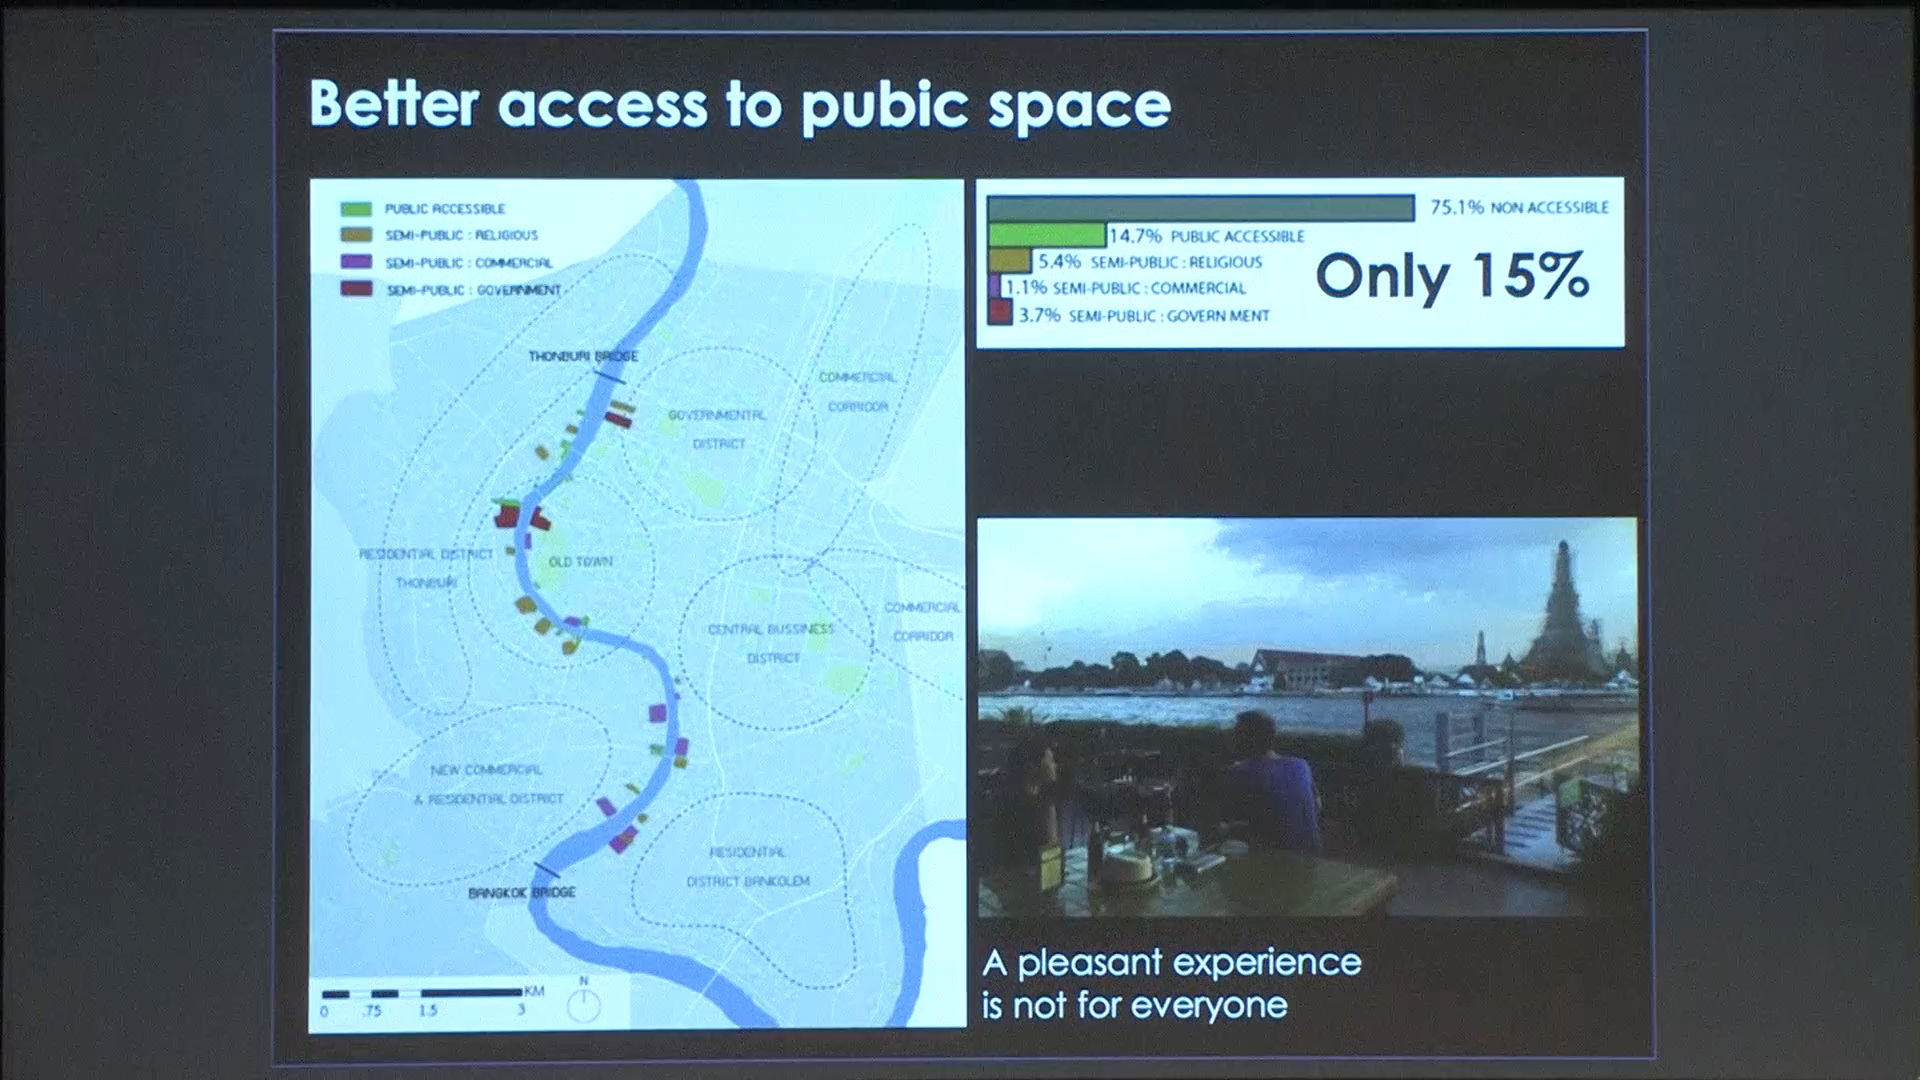 Better access to pubic space
PUBLIC ACCESSIBLE
SEMI-PUBLIC : RELIGIOUS
SEMI-PUBLIC : COMMERCIAL
SEMI-PUBLIC : GOVERNMENT
THONBURI BRIDGE
GOVERNMENTAL
DISTRICT
COMMERCIAL
CORRIDOR
RESIDENTIAL DISTRICT
THONBURI
OLD TOWN
CENTRAL BUSSINESS
DISTRICT
COMMERCIAL
CORRIDOR
NEW COMMERCIAL
& RESIDENTIAL DISTRICT
RESIDENTIAL
DISTRICT BANKOLEM
BANGKOK BRIDGE
KM
0 .75 1.5 3
N
75.1% NON ACCESSIBLE
14.7% PUBLIC ACCESSIBLE
5.4% SEMI-PUBLIC : RELIGIOUS
1.1% SEMI-PUBLIC : COMMERCIAL
3.7% SEMI-PUBLIC : GOVERN MENT
Only 15%
A pleasant experience
is not for everyone